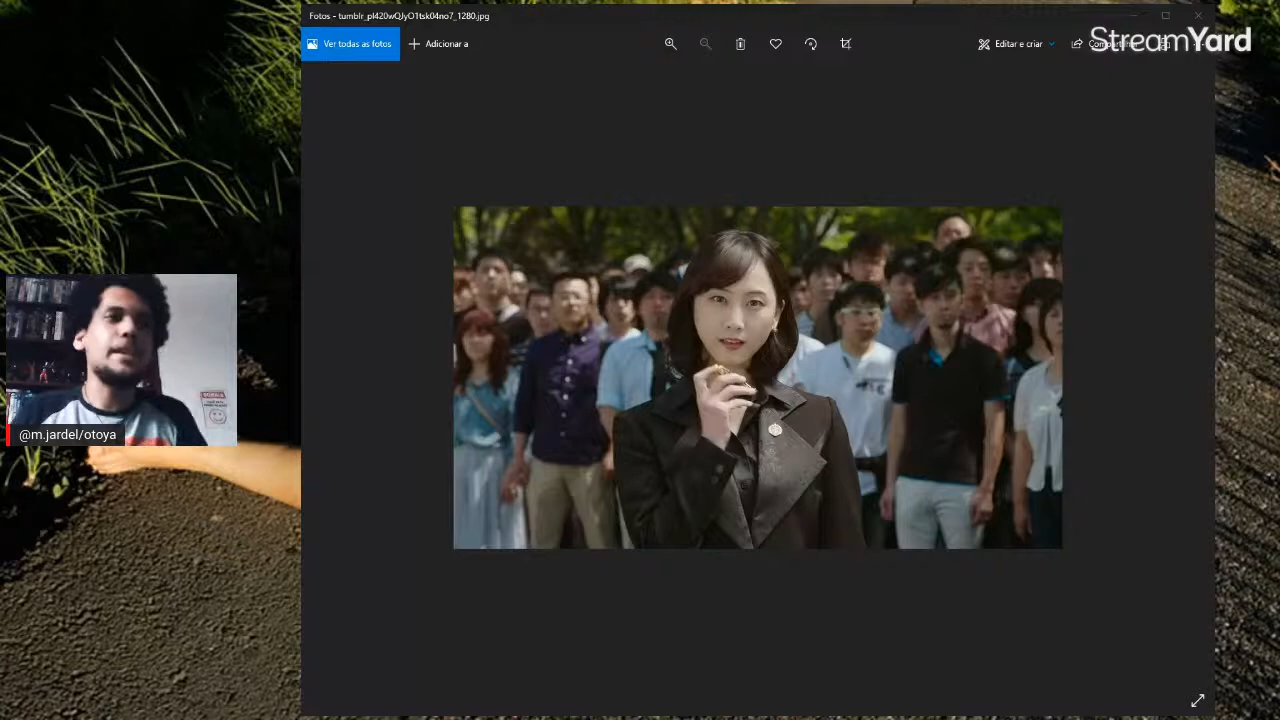 Fotos - tumblr_pl420wQJyO1tsk04no7_1280.jpg
Ver todas as fotos
Adicionar a
Editar e criar
StreamYard
@m.jardel/otoya